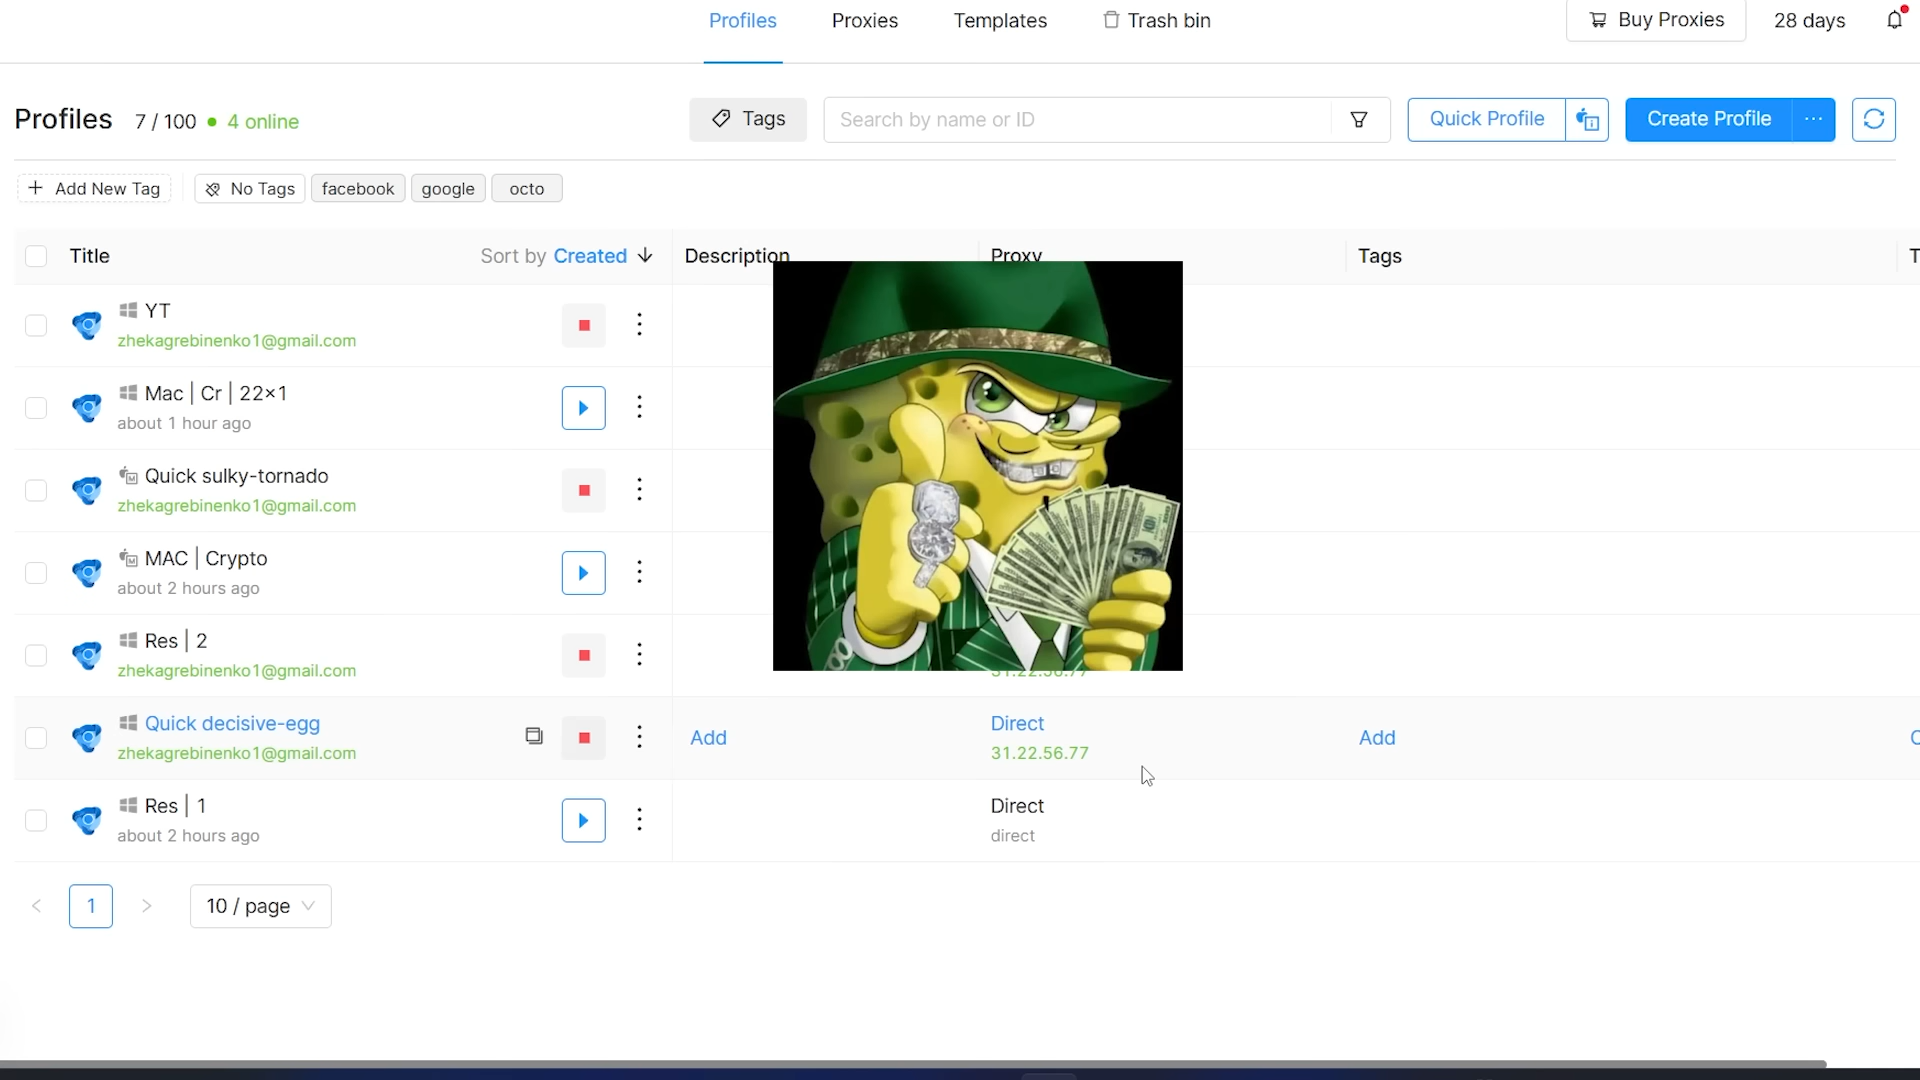 Profiles Proxies Templates Trash bin Buy Proxies 28 days
Profiles 7 / 100 4 online Tags Search by name or ID Quick Profile Create Profile ...
+ Add New Tag No Tags facebook google octo
Title Sort by Created Description Proxy Tags
YT
zhekagrebinenko1@gmail.com
Mac | Cr | 22×1
about 1 hour ago
Quick sulky-tornado
zhekagrebinenko1@gmail.com
MAC | Crypto
about 2 hours ago
Res | 2
zhekagrebinenko1@gmail.com 31.22.56.77
Quick decisive-egg Direct
Add Add
zhekagrebinenko1@gmail.com 31.22.56.77
Res | 1 Direct
about 2 hours ago direct
< 1 > 10 / page